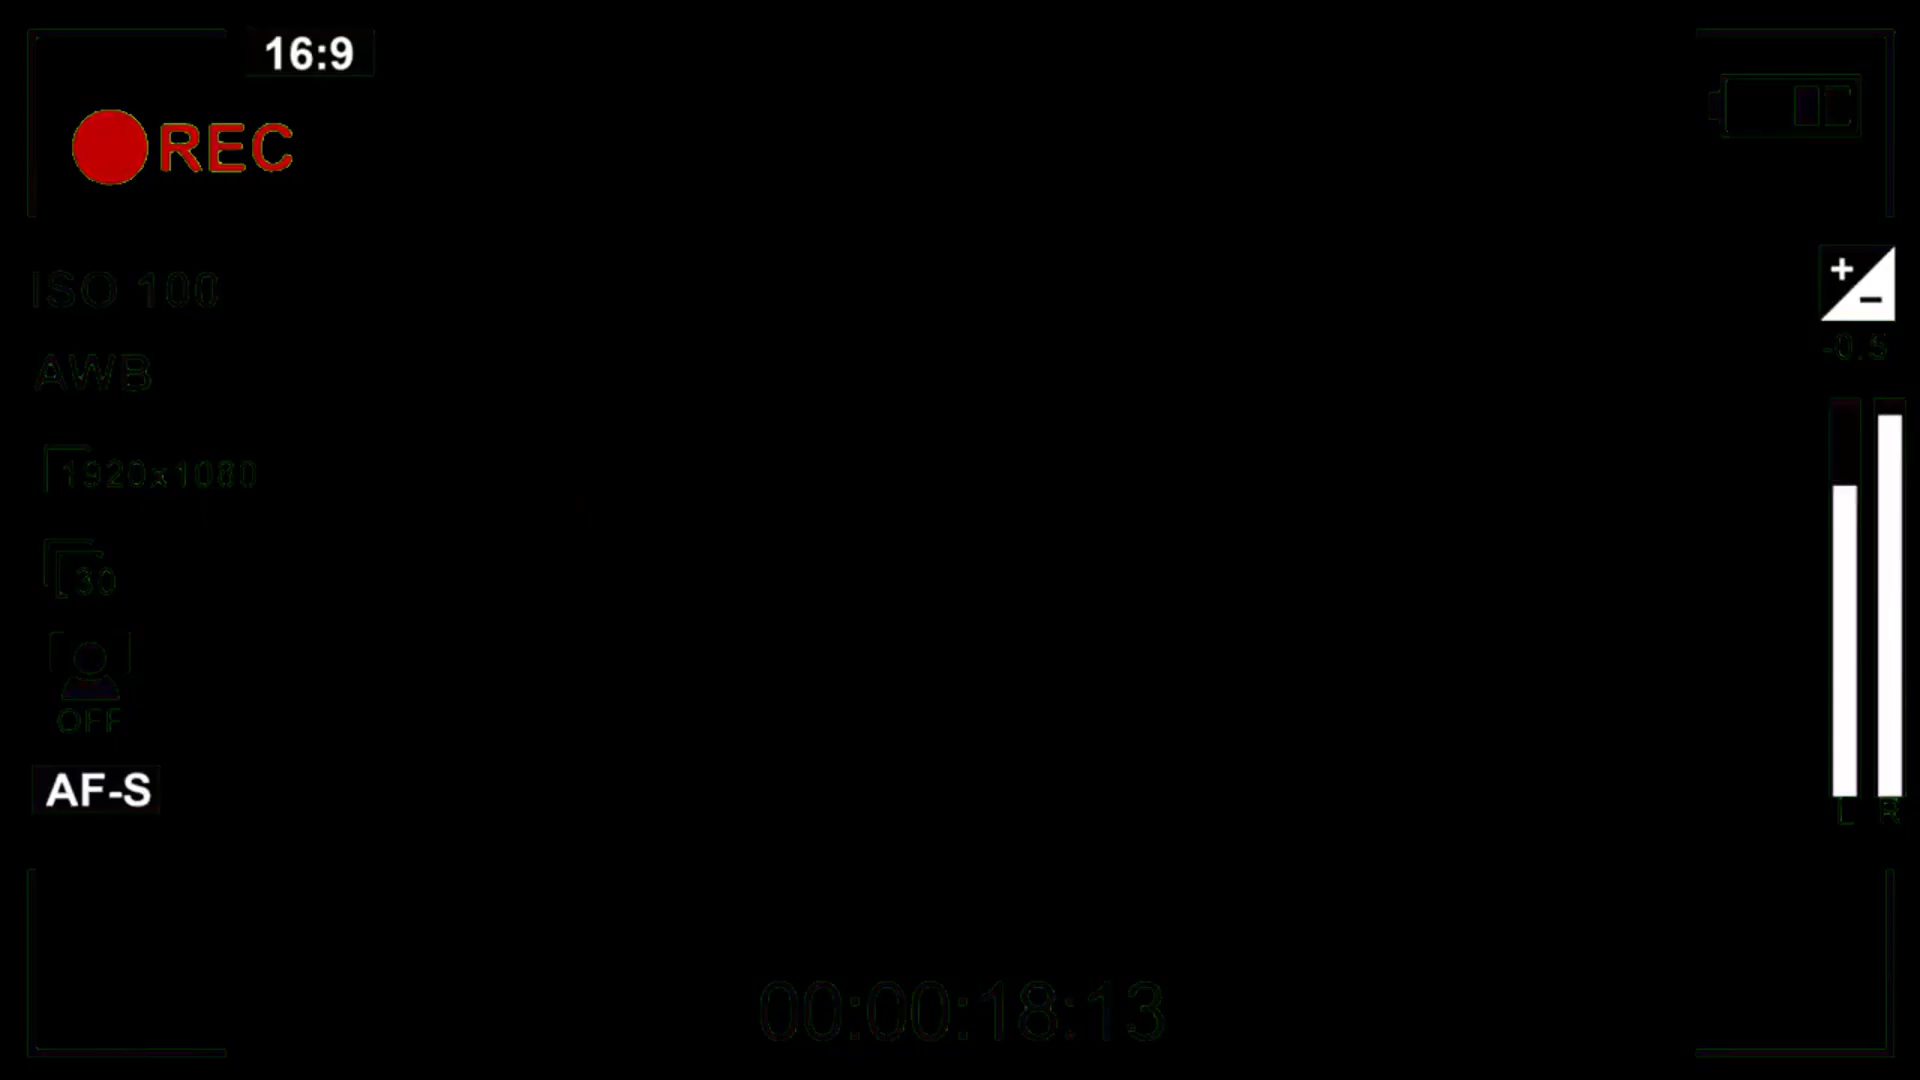 16:9
REC
ISO 100
+
-
-0.5
AWB
1920x1080
30
OFF
AF-S
L R
00:00:18:13